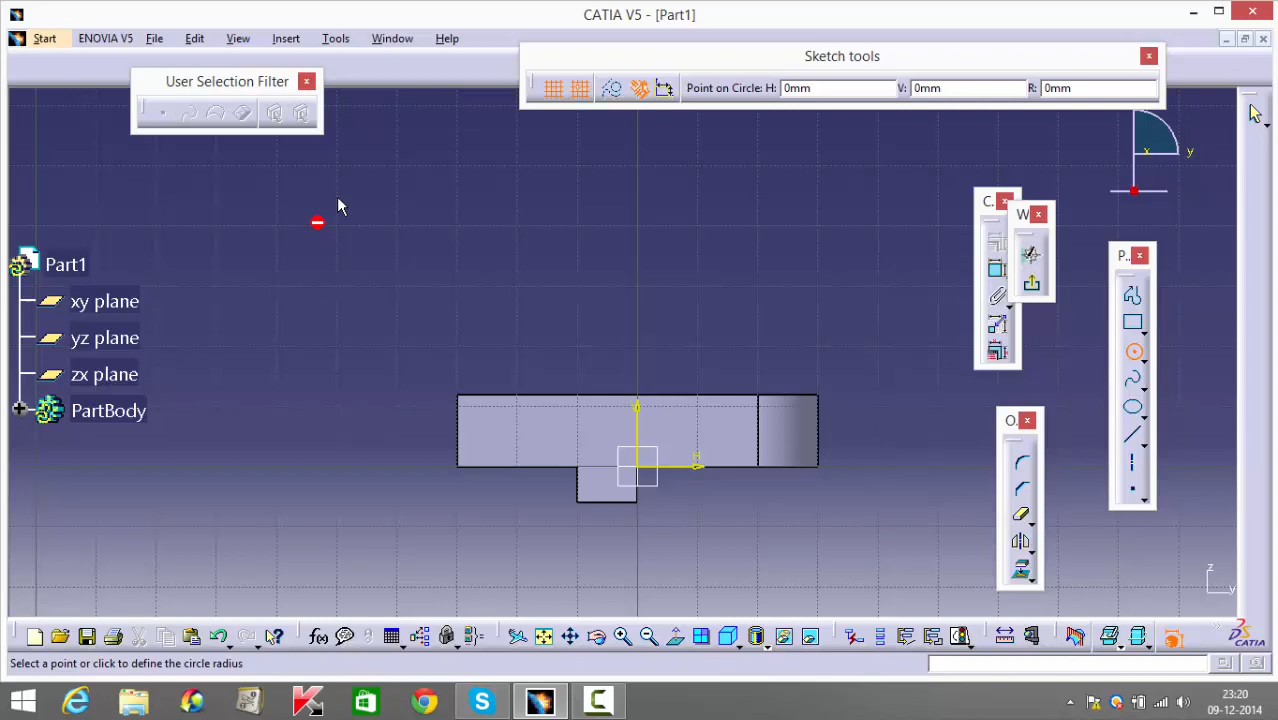 CATIA V5 - [Part1]
Start ENOVIA V5 File Edit View Insert Tools Window Help
User Selection Filter
Sketch tools
Point on Circle: H: 0mm V: 0mm R: 0mm
x y
C.
W
P..
Part1
xy plane
yz plane
zx plane
PartBody
H
O.
z
y
f(x)
CATIA
Select a point or click to define the circle radius
23:20
09-12-2014